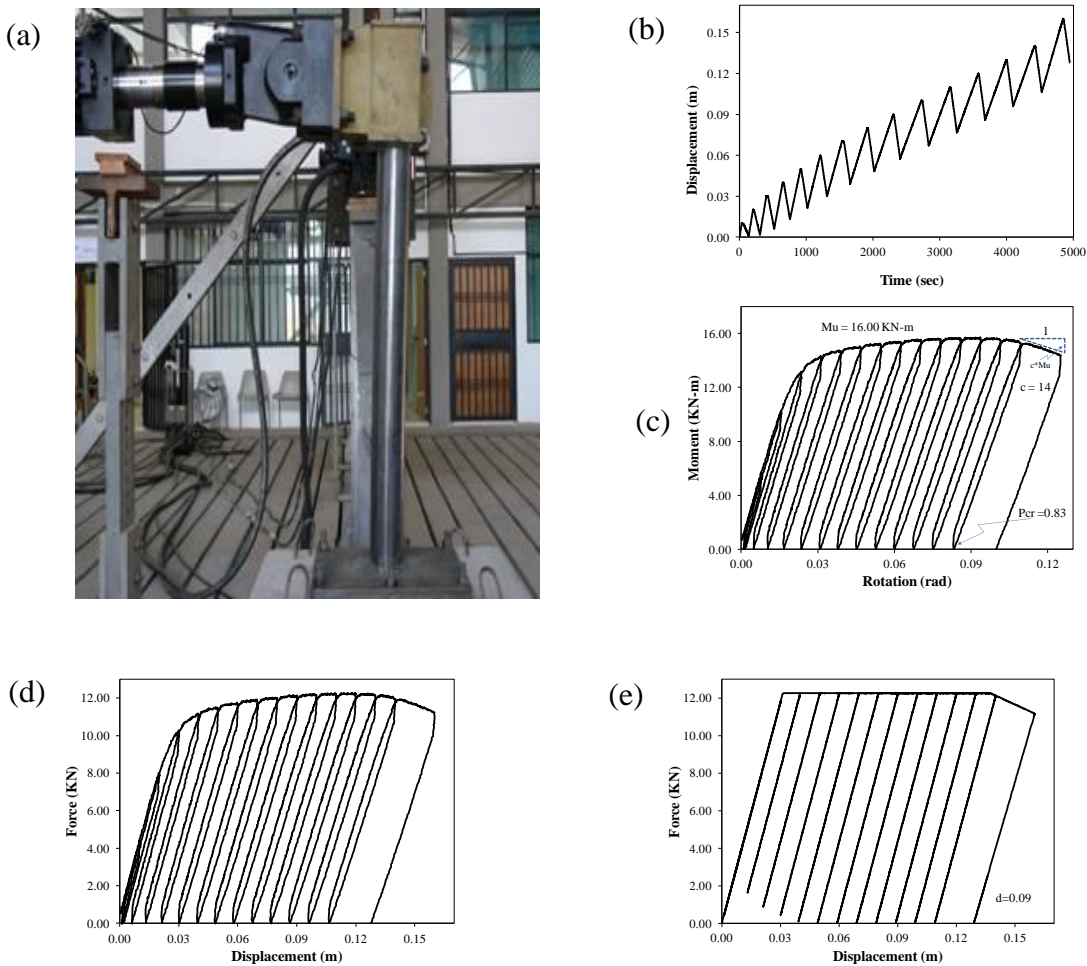 (a)
(b)
0.15
0.12
0.09
0.06
0.03
0.00
Displacement (m)
0 1000 2000 3000 4000 5000
Time (sec)
(c)
16.00
12.00
8.00
4.00
0.00
Moment (KN-m)
Mu = 16.00 KN-m
1
c*Mu
c = 14
Pcr =0.83
0.00 0.03 0.06 0.09 0.12
Rotation (rad)
(d)
12.00
10.00
8.00
6.00
4.00
2.00
0.00
Force (KN)
0.00 0.03 0.06 0.09 0.12 0.15
Displacement (m)
(e)
12.00
10.00
8.00
6.00
4.00
2.00
0.00
Force (KN)
d=0.09
0.00 0.03 0.06 0.09 0.12 0.15
Displacement (m)